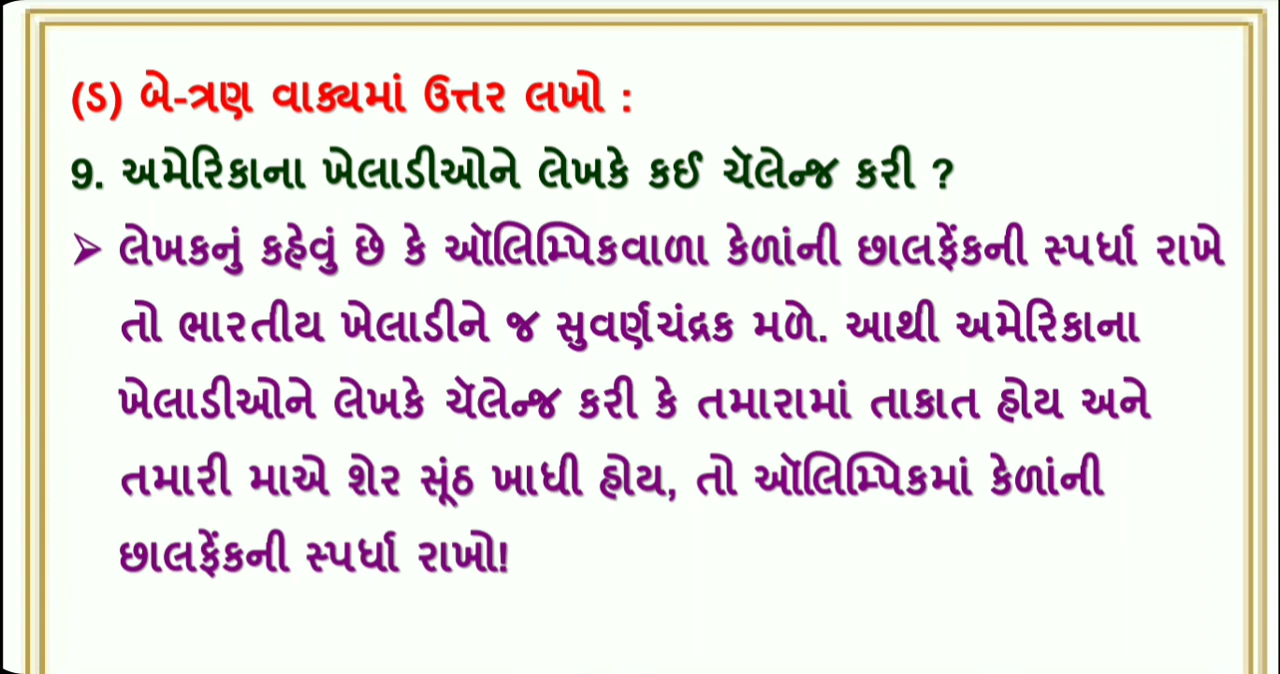 (ડ) બે-ત્રણ વાક્યમાં ઉત્તર લખો :
9. અમેરિકાના ખેલાડીઓને લેખકે કઈ ચૅલેન્જ કરી ?
➢ લેખકનું કહેવું છે કે ઑલિમ્પિકવાળા કેળાંની છાલફેંકની સ્પર્ધા રાખે
તો ભારતીય ખેલાડીને જ સુવર્ણચંદ્રક મળે. આથી અમેરિકાના
ખેલાડીઓને લેખકે ચૅલેન્જ કરી કે તમારામાં તાકાત હોય અને
તમારી માએ શેર સૂંઠ ખાધી હોય, તો ઑલિમ્પિકમાં કેળાંની
છાલફેંકની સ્પર્ધા રાખો!